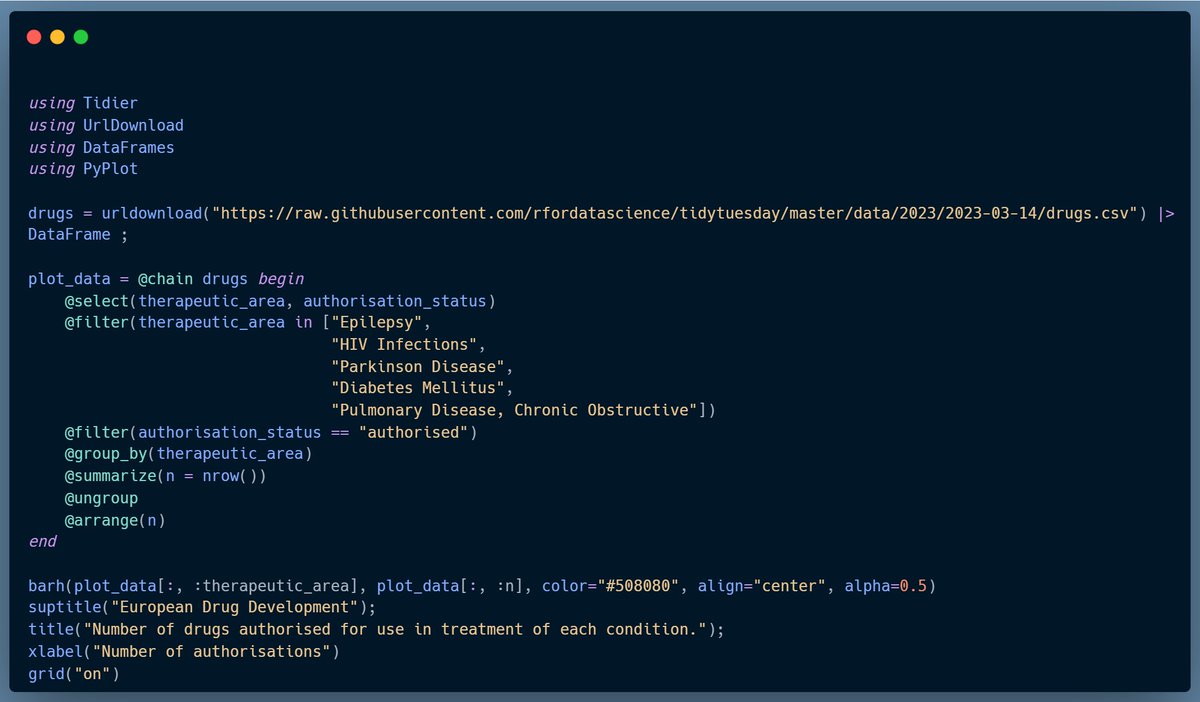 using Tidier
using UrlDownload
using DataFrames
using PyPlot

drugs = urldownload("https://raw.githubusercontent.com/rfordatascience/tidytuesday/master/data/2023/2023-03-14/drugs.csv") |>
DataFrame ;

plot_data = @chain drugs begin
    @select(therapeutic_area, authorisation_status)
    @filter(therapeutic_area in ["Epilepsy",
                                 "HIV Infections",
                                 "Parkinson Disease",
                                 "Diabetes Mellitus",
                                 "Pulmonary Disease, Chronic Obstructive"])
    @filter(authorisation_status == "authorised")
    @group_by(therapeutic_area)
    @summarize(n = nrow())
    @ungroup
    @arrange(n)
end

barh(plot_data[:, :therapeutic_area], plot_data[:, :n], color="#508080", align="center", alpha=0.5)
suptitle("European Drug Development");
title("Number of drugs authorised for use in treatment of each condition.");
xlabel("Number of authorisations")
grid("on")